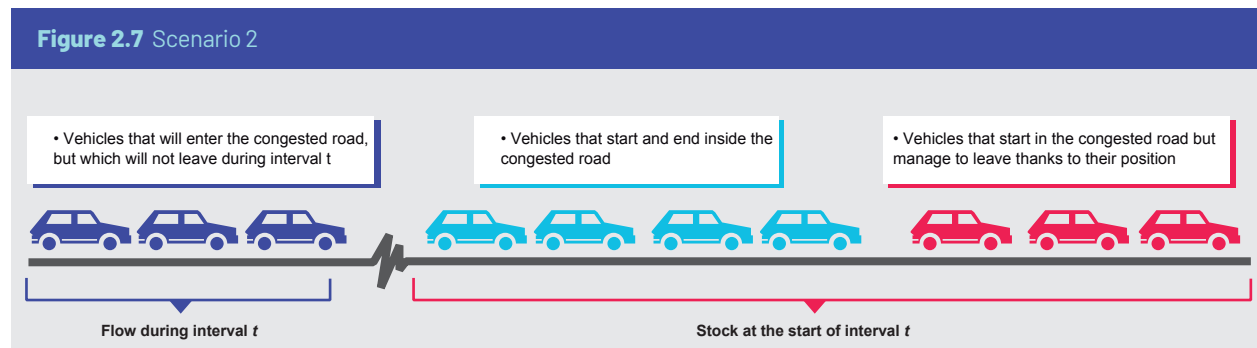 Figure 2.7 Scenario 2
• Vehicles that will enter the congested road,
but which will not leave during interval t
• Vehicles that start and end inside the
congested road
• Vehicles that start in the congested road but
manage to leave thanks to their position
Flow during interval t
Stock at the start of interval t